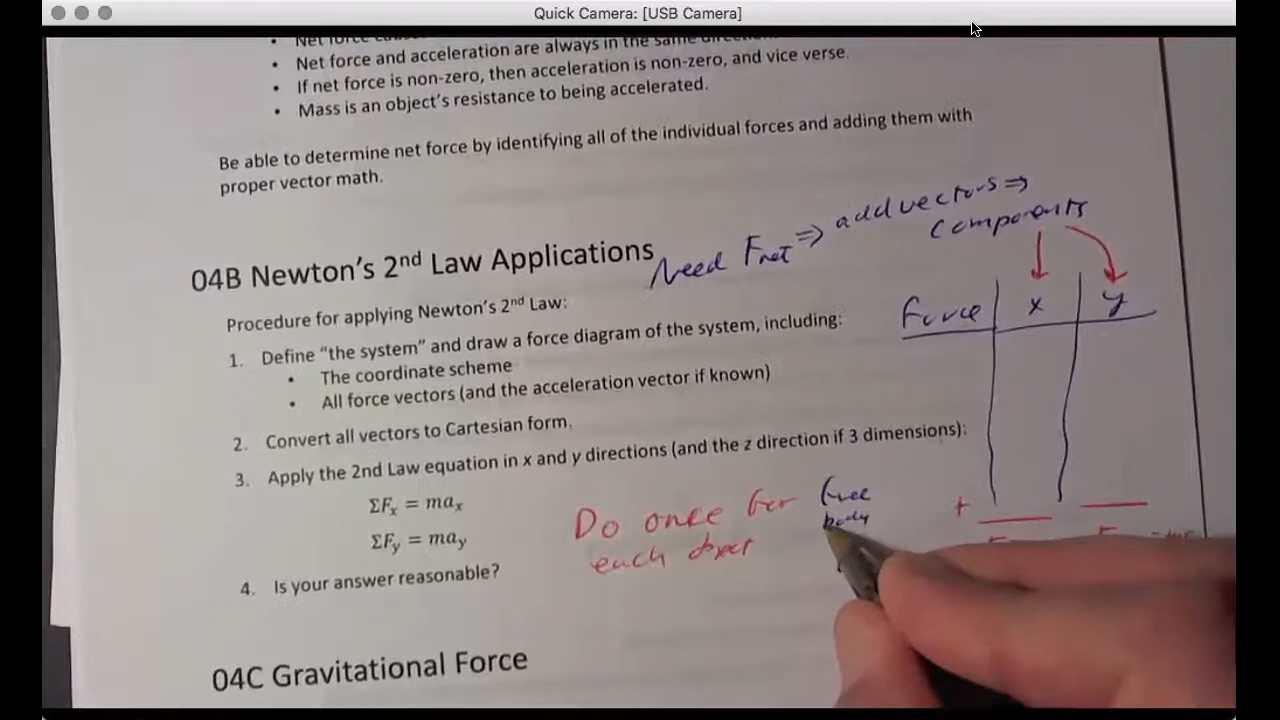 Quick Camera: [USB Camera]
• Net force
• Net force and acceleration are always in the same
• If net force is non-zero, then acceleration is non-zero, and vice verse.
• Mass is an object's resistance to being accelerated.
Be able to determine net force by identifying all of the individual forces and adding them with
proper vector math.
04B Newton's 2nd Law Applications
Need Fnet ⇒ add vectors ⇒
components
Procedure for applying Newton's 2nd Law:
Force x y
1. Define "the system" and draw a force diagram of the system, including:
• The coordinate scheme
• All force vectors (and the acceleration vector if known)
2. Convert all vectors to Cartesian form.
3. Apply the 2nd Law equation in x and y directions (and the z direction if 3 dimensions):
ΣFx = max
ΣFy = may
Do once for
each object
free
body
+
4. Is your answer reasonable?
04C Gravitational Force